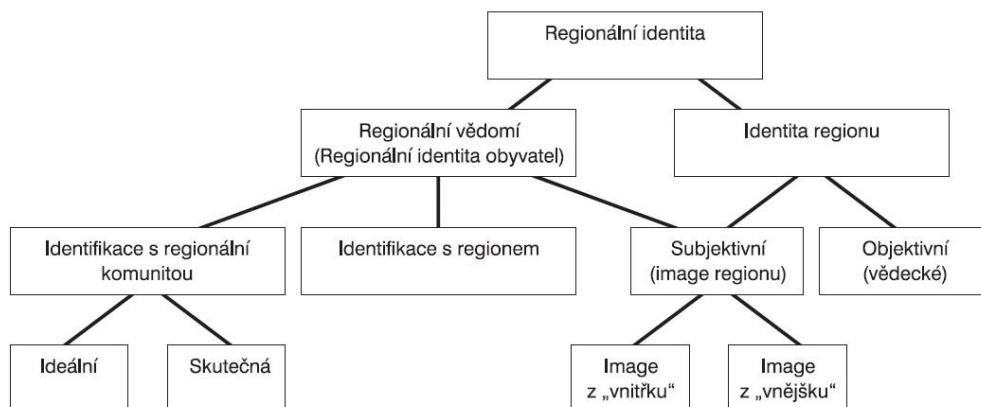 Regionální identita
Regionální vědomí
(Regionální identita obyvatel)
Identita regionu
Identifikace s regionální
komunitou
Identifikace s regionem
Subjektivní
(image regionu)
Objektivní
(vědecké)
Ideální
Skutečná
Image
z „vnitřku“
Image
z „vnějšku“